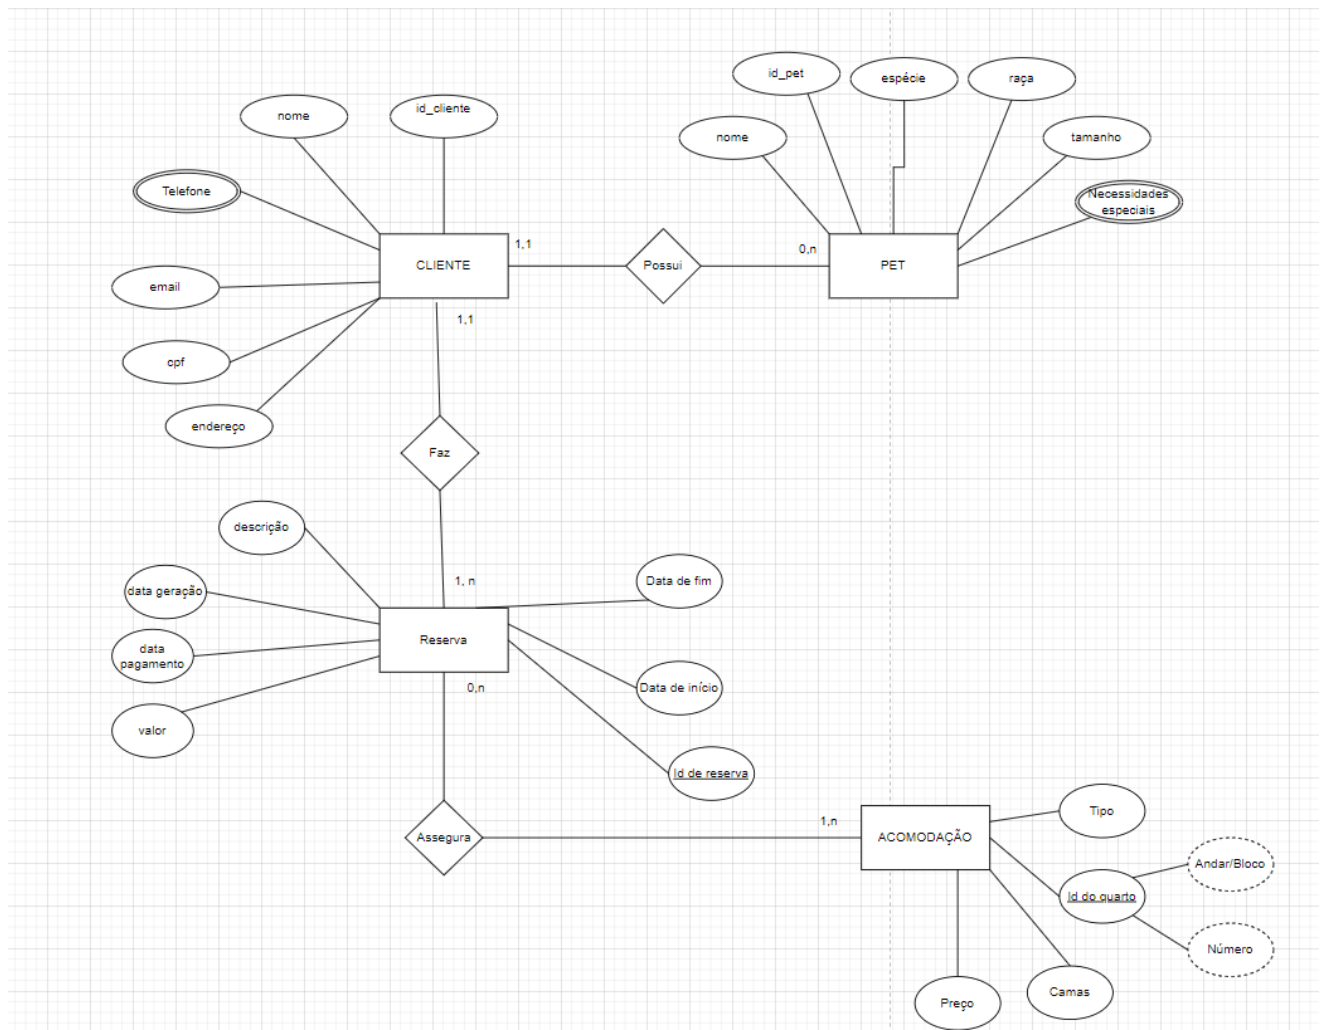 id_pet
espécie
raça
nome
id_cliente
nome
tamanho
Telefone
Necessidades
especiais
1,1
0,n
CLIENTE
Possui
PET
email
1,1
cpf
endereço
Faz
descrição
1, n
Data de fim
data geração
Reserva
data
pagamento
0,n
Data de início
valor
Id de reserva
Tipo
1,n
Assegura
ACOMODAÇÃO
Andar/Bloco
Id do quarto
Número
Camas
Preço